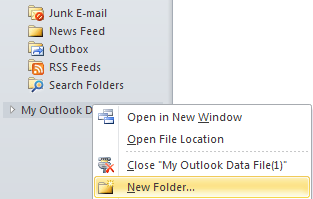 Junk E-mail
News Feed
Outbox
RSS Feeds
Search Folders
My Outlook D
Open in New Window
Open File Location
Close "My Outlook Data File(1)"
New Folder...